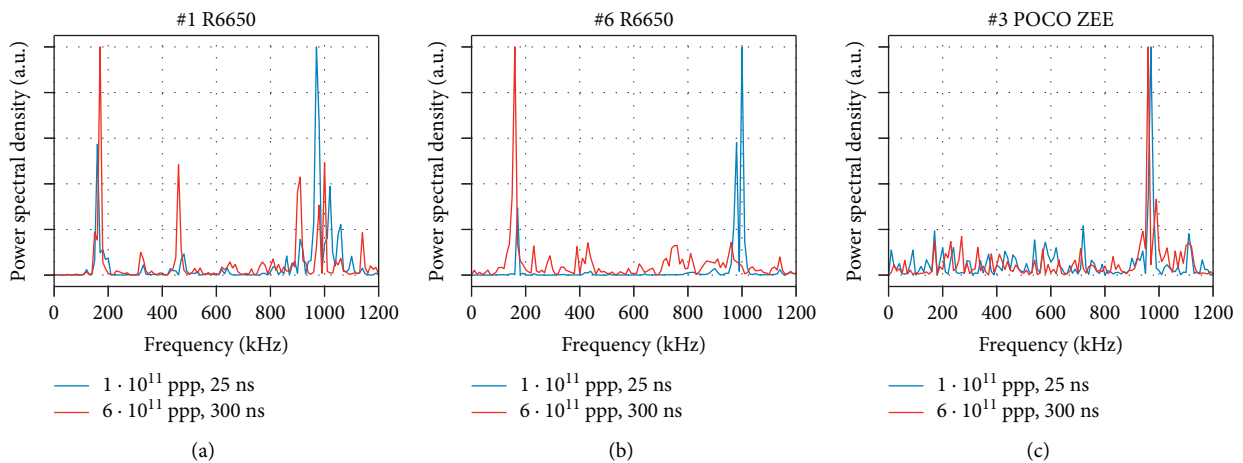 #1 R6650
Power spectral density (a.u.)
0 200 400 600 800 1000 1200
Frequency (kHz)
1 · 10¹¹ ppp, 25 ns
6 · 10¹¹ ppp, 300 ns
(a)
#6 R6650
Power spectral density (a.u.)
0 200 400 600 800 1000 1200
Frequency (kHz)
1 · 10¹¹ ppp, 25 ns
6 · 10¹¹ ppp, 300 ns
(b)
#3 POCO ZEE
Power spectral density (a.u.)
0 200 400 600 800 1000 1200
Frequency (kHz)
1 · 10¹¹ ppp, 25 ns
6 · 10¹¹ ppp, 300 ns
(c)